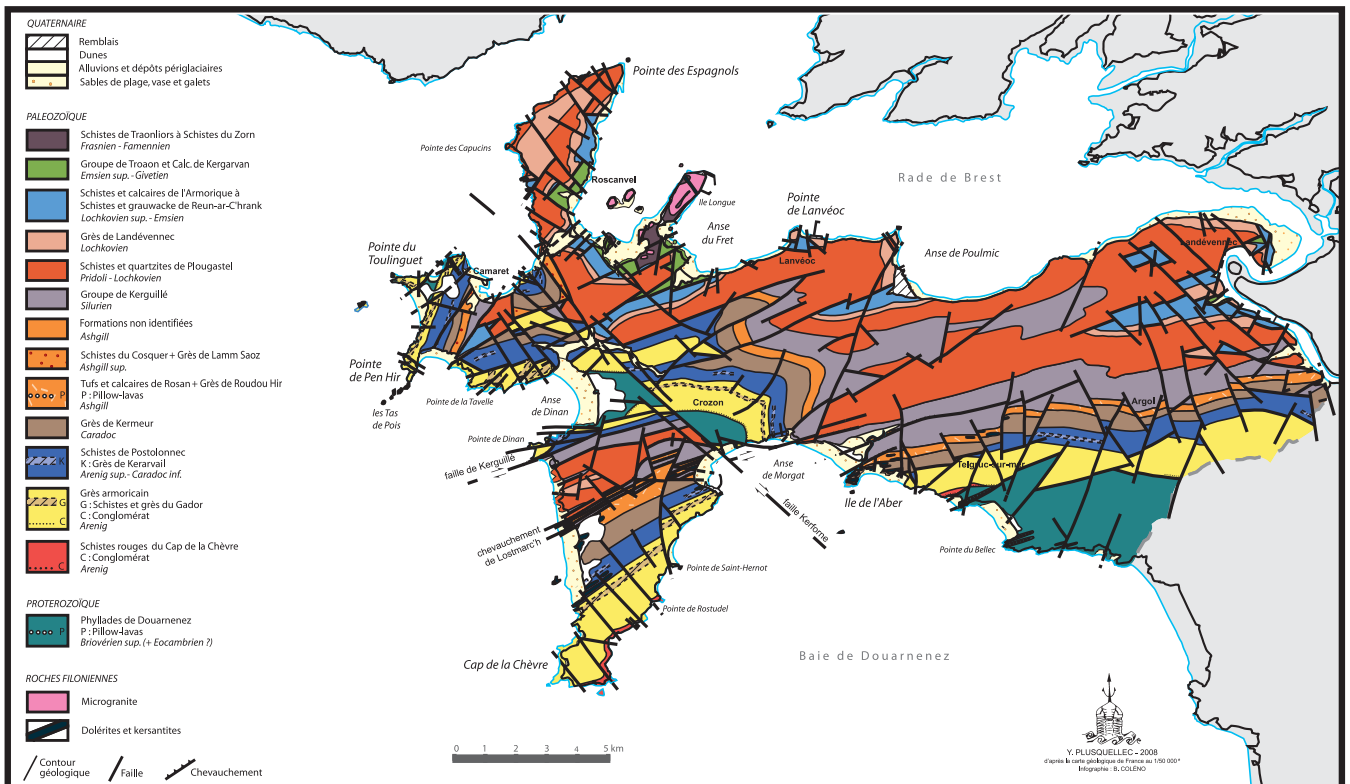 QUATERNAIRE
Remblais
Dunes
Alluvions et dépôts périglaciaires
Sables de plage, vase et galets
PALEOZOÏQUE
Schistes de Traonliors à Schistes du Zorn
Frasnien - Famennien
Groupe de Troaon et Calc. de Kergarvan
Emsien sup. - Givetien
Schistes et calcaires de l'Armorique à
Schistes et grauwacke de Reun-ar-C'hrank
Lochkovien sup. - Emsien
Grès de Landévennec
Lochkovien
Schistes et quartzites de Plougastel
Pridoli - Lochkovien
Groupe de Kerguillé
Silurien
Formations non identifiées
Ashgill
Schistes du Cosquer + Grès de Lamm Saoz
Ashgill sup.
Tufs et calcaires de Rosan + Grès de Roudou Hir
P
P : Pillow-lavas
Ashgill
Grès de Kermeur
Caradoc
Schistes de Postolonnec
K
K : Grès de Kerarvail
Arenig sup. - Caradoc inf.
Grès armoricain
G
G : Schistes et grès du Gador
C
C : Conglomérat
Arenig
Schistes rouges du Cap de la Chèvre
C
C : Conglomérat
Arenig
PROTEROZOÏQUE
Phyllades de Douarnenez
P
P : Pillow-lavas
Briovérien sup. (+ Eocambrien ?)
ROCHES FILONIENNES
Microgranite
Dolérites et kersantites
Contour
géologique
Faille
Chevauchement
Pointe des Espagnols
Pointe des Capucins
Roscanvel
Ile Longue
Rade de Brest
Anse
du Fret
Pointe
de Lanvéoc
Lanvéoc
Anse de Poulmic
Landévennec
Pointe du
Toulinguet
Camaret
Pointe
de Pen Hir
les Tas
de Pois
Pointe de la Tavelle
Anse
de Dinan
Crozon
Argol
Pointe de Dinan
faille de Kerguillé
Anse
de Morgat
Telgruc-sur-mer
Ile de l'Aber
faille Kerforne
chevauchement
de Lostmarc'h
Pointe du Bellec
Pointe de Saint-Hernot
Pointe de Rostudel
Cap de la Chèvre
Baie de Douarnenez
0 1 2 3 4 5 km
Y. PLUSQUELLEC - 2008
d'après la carte géologique de France au 1/50 000°
Infographie : B. COLÉNO